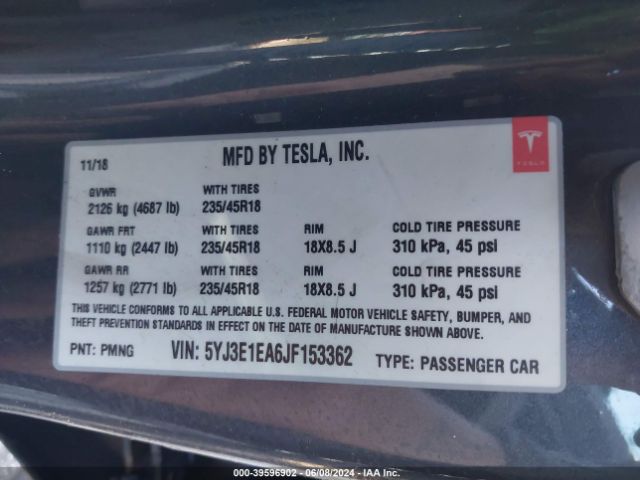 11/18 MFD BY TESLA, INC. TESLA
GVWR WITH TIRES
2126 kg (4687 lb) 235/45R18
GAWR FRT WITH TIRES RIM COLD TIRE PRESSURE
1110 kg (2447 lb) 235/45R18 18X8.5 J 310 kPa, 45 psi
GAWR RR WITH TIRES RIM COLD TIRE PRESSURE
1257 kg (2771 lb) 235/45R18 18X8.5 J 310 kPa, 45 psi
THIS VEHICLE CONFORMS TO ALL APPLICABLE U.S. FEDERAL MOTOR VEHICLE SAFETY, BUMPER, AND
THEFT PREVENTION STANDARDS IN EFFECT ON THE DATE OF MANUFACTURE SHOWN ABOVE.
PNT: PMNG VIN: 5YJ3E1EA6JF153362 TYPE: PASSENGER CAR
000-39596902 - 06/08/2024 - IAA Inc.